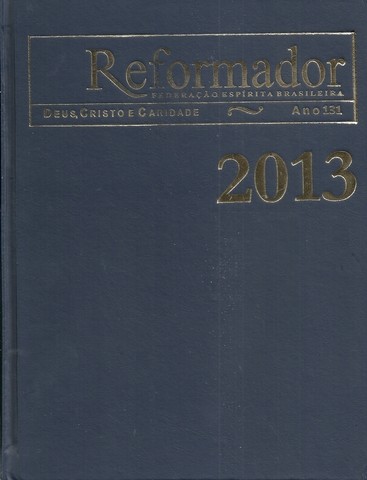 Reformador
FEDERAÇÃO ESPÍRITA BRASILEIRA
DEUS, CRISTO E CARIDADE Ano 131
2013